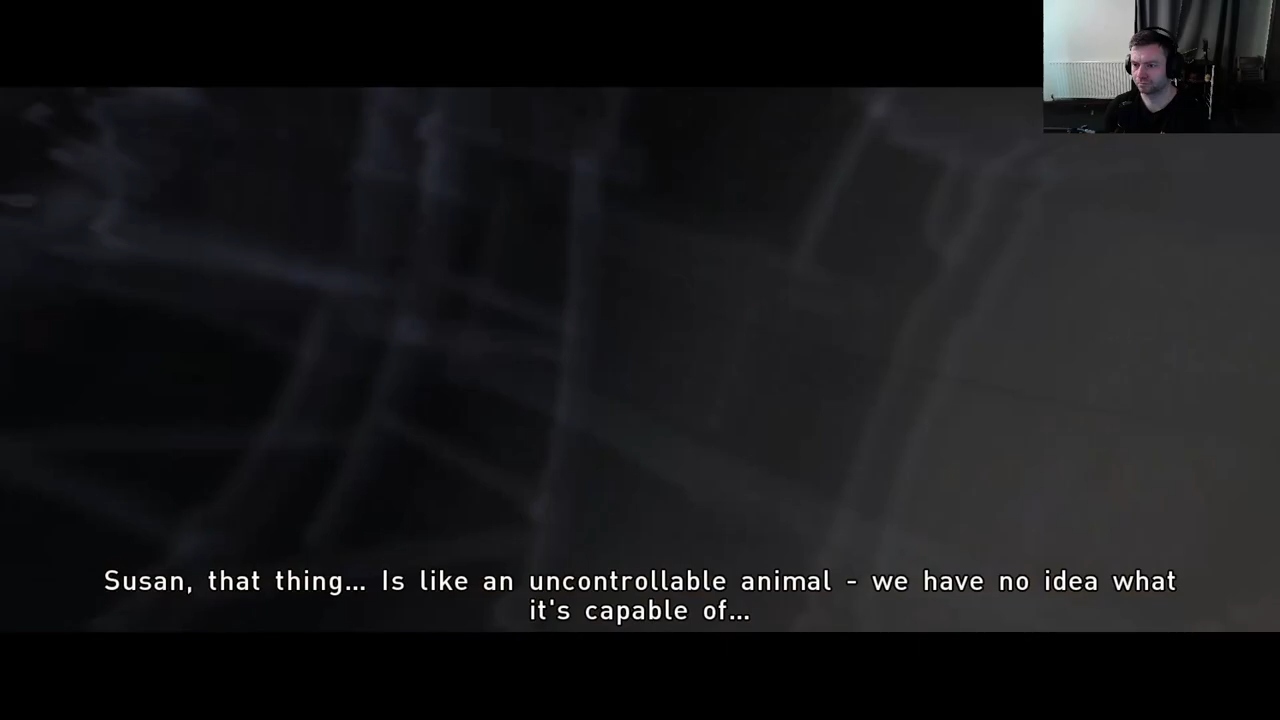 Susan, that thing... Is like an uncontrollable animal - we have no idea what
it's capable of...